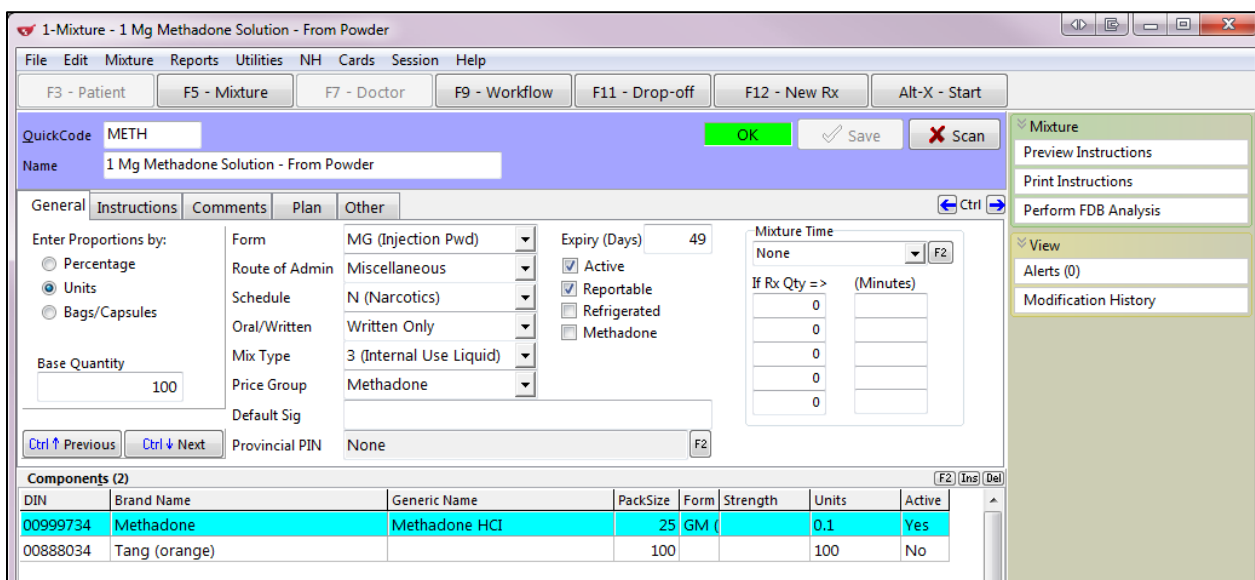 1-Mixture - 1 Mg Methadone Solution - From Powder
File Edit Mixture Reports Utilities NH Cards Session Help
F3 - Patient F5 - Mixture F7 - Doctor F9 - Workflow F11 - Drop-off F12 - New Rx Alt-X - Start
QuickCode METH OK Save Scan
Name 1 Mg Methadone Solution - From Powder
General Instructions Comments Plan Other Ctrl
Enter Proportions by:
Percentage
Units
Bags/Capsules
Base Quantity
100
Ctrl ↑ Previous Ctrl ↓ Next
Form MG (Injection Pwd)
Route of Admin Miscellaneous
Schedule N (Narcotics)
Oral/Written Written Only
Mix Type 3 (Internal Use Liquid)
Price Group Methadone
Default Sig
Provincial PIN None F2
Expiry (Days) 49
Active
Reportable
Refrigerated
Methadone
Mixture Time
None F2
If Rx Qty => (Minutes)
0
0
0
0
0
Mixture
Preview Instructions
Print Instructions
Perform FDB Analysis
View
Alerts (0)
Modification History
Components (2) F2 Ins Del
DIN Brand Name Generic Name PackSize Form Strength Units Active
00999734 Methadone Methadone HCI 25 GM ( 0.1 Yes
00888034 Tang (orange) 100 100 No